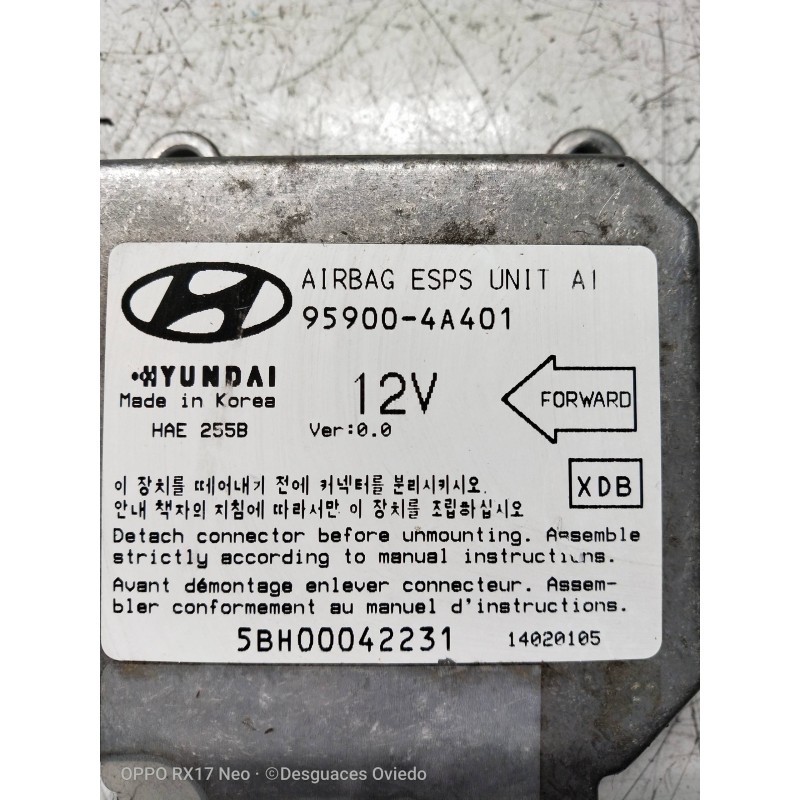 AIRBAG ESPS UNIT AI
95900-4A401
HYUNDAI
Made in Korea
12V
FORWARD
HAE 255B
Ver:0.0
XDB
이 장치를 떼어내기 전에 커넥터를 분리시키시오.
안내 책자의 지침에 따라서만 이 장치를 조립하십시오
Detach connector before unmounting. Assemble
strictly according to manual instructions.
Avant démontage enlever connecteur. Assem-
bler conformement au manuel d'instructions.
5BH00042231
14020105
OPPO RX17 Neo · ©Desguaces Oviedo